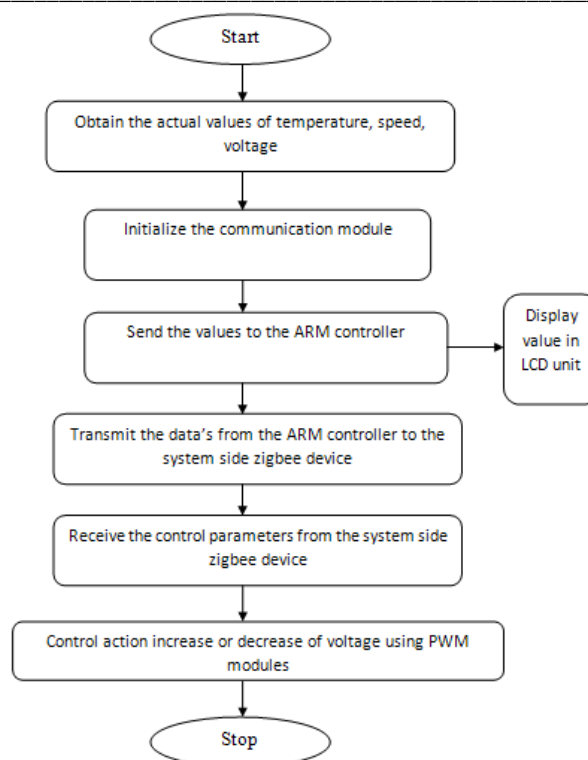 Start
Obtain the actual values of temperature, speed,
voltage
Initialize the communication module
Send the values to the ARM controller
Display
value in
LCD unit
Transmit the data's from the ARM controller to the
system side zigbee device
Receive the control parameters from the system side
zigbee device
Control action increase or decrease of voltage using PWM
modules
Stop